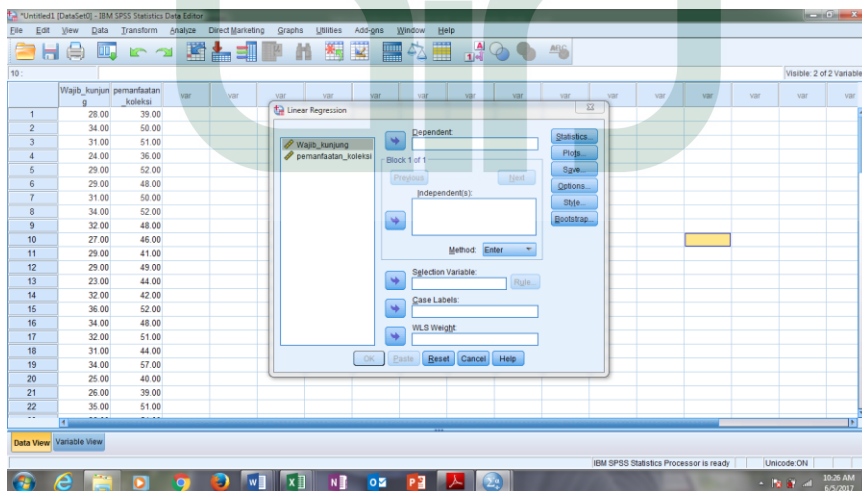 *Untitled1 [DataSet0] - IBM SPSS Statistics Data Editor
File Edit View Data Transform Analyze Direct Marketing Graphs Utilities Add-ons Window Help
10 :
Visible: 2 of 2 Variable
Wajib_kunjung pemanfaatan_koleksi var var var var var var var var var var var var var var
1 28.00 39.00
2 34.00 50.00
3 31.00 51.00
4 24.00 36.00
5 29.00 52.00
6 29.00 48.00
7 31.00 50.00
8 34.00 52.00
9 32.00 48.00
10 27.00 46.00
11 29.00 41.00
12 29.00 49.00
13 23.00 44.00
14 32.00 42.00
15 36.00 52.00
16 34.00 48.00
17 32.00 51.00
18 31.00 44.00
19 34.00 57.00
20 25.00 40.00
21 26.00 39.00
22 35.00 51.00
Linear Regression
Wajib_kunjung
pemanfaatan_koleksi
Dependent:
Block 1 of 1
Previous Next
Independent(s):
Method: Enter
Selection Variable:
Rule...
Case Labels:
WLS Weight:
Statistics...
Plots...
Save...
Options...
Style...
Bootstrap...
OK Paste Reset Cancel Help
Data View Variable View
IBM SPSS Statistics Processor is ready Unicode:ON
10:26 AM
6/5/2017